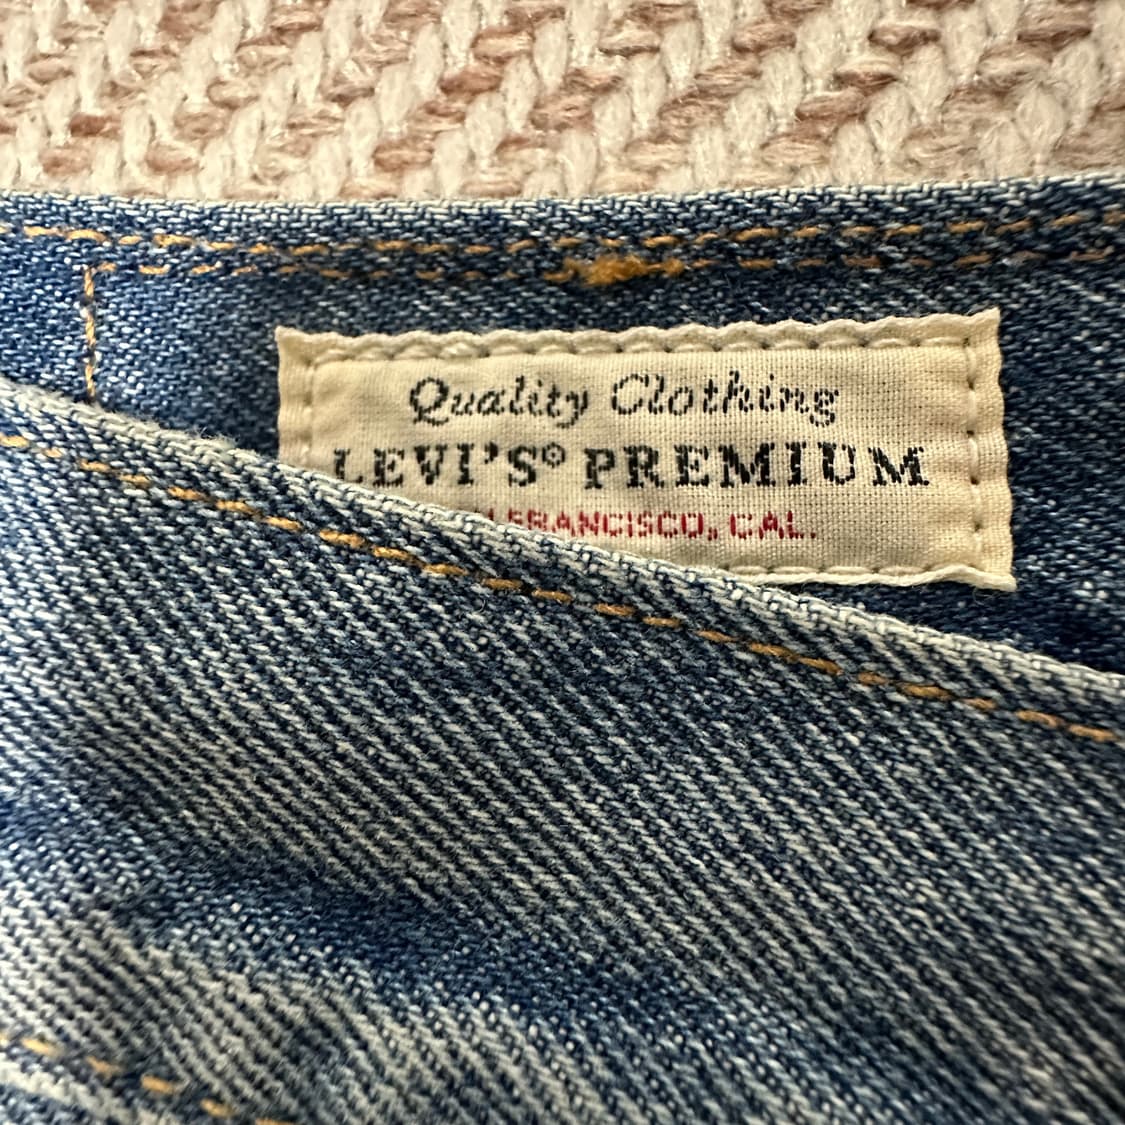 Quality Clothing
LEVI'S® PREMIUM
FRANCISCO, CAL.